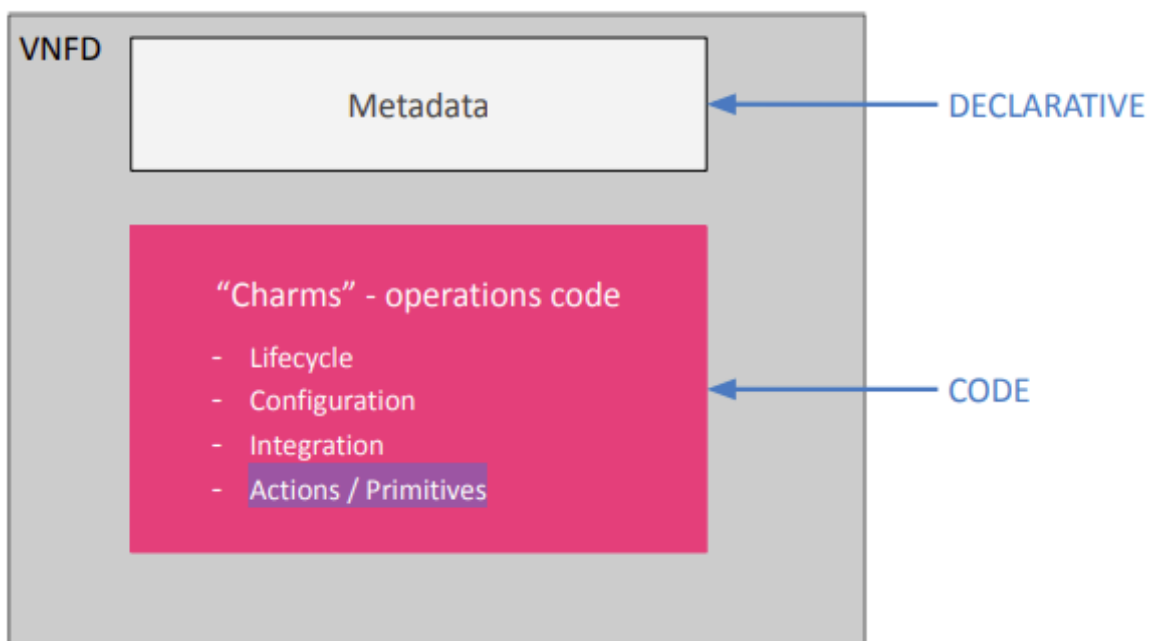 VNFD
Metadata
DECLARATIVE
“Charms” - operations code
- Lifecycle
- Configuration
- Integration
- Actions / Primitives
CODE